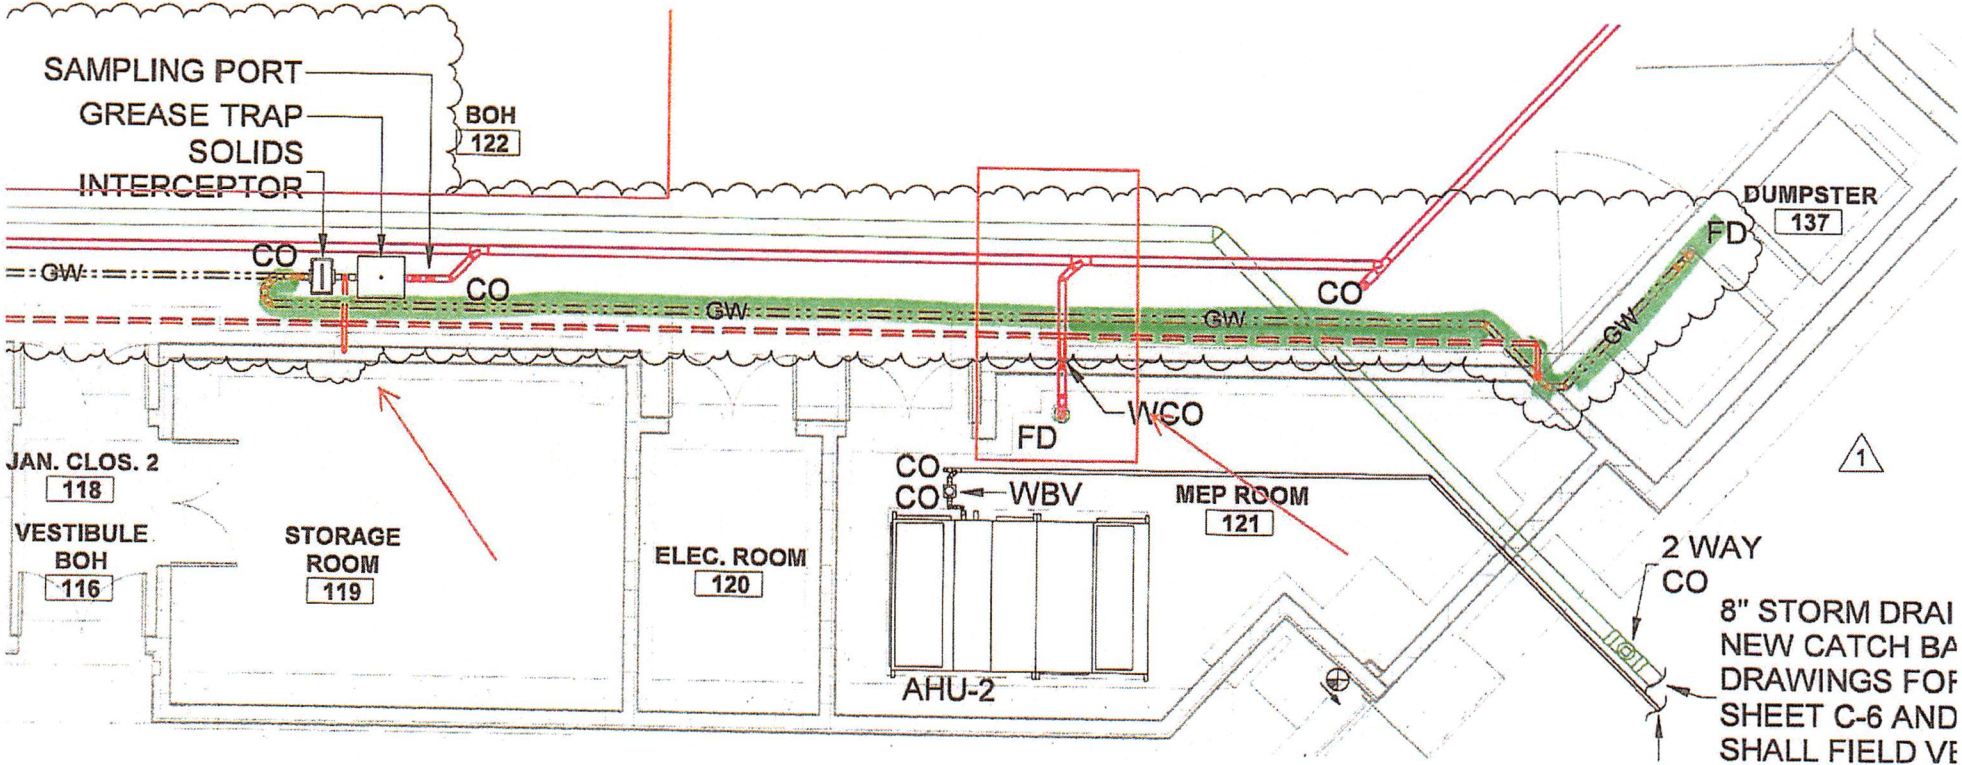 SAMPLING PORT
GREASE TRAP
SOLIDS
INTERCEPTOR
BOH
122
DUMPSTER
137
FD
CO
GW
CO
GW
GW
CO
GW
WCO
FD
JAN. CLOS. 2
118
VESTIBULE
BOH
116
STORAGE
ROOM
119
ELEC. ROOM
120
CO
CO
WBV
MEP ROOM
121
AHU-2
1
2 WAY
CO
8" STORM DRAI
NEW CATCH BA
DRAWINGS FOR
SHEET C-6 AND
SHALL FIELD VE